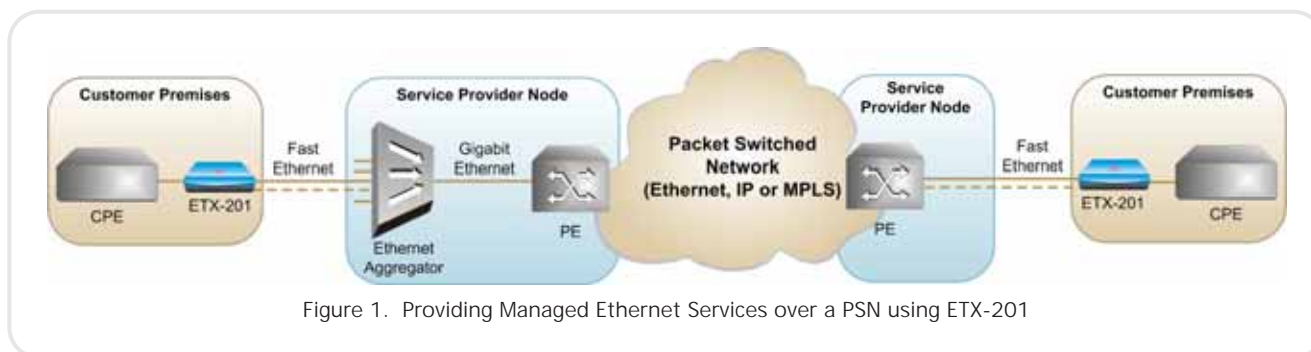 Customer Premises
CPE
ETX-201
Fast
Ethernet
Service Provider Node
Ethernet
Aggregator
Gigabit
Ethernet
PE
Packet Switched
Network
(Ethernet, IP or MPLS)
Service
Provider Node
PE
Fast
Ethernet
Customer Premises
ETX-201
CPE
Figure 1. Providing Managed Ethernet Services over a PSN using ETX-201